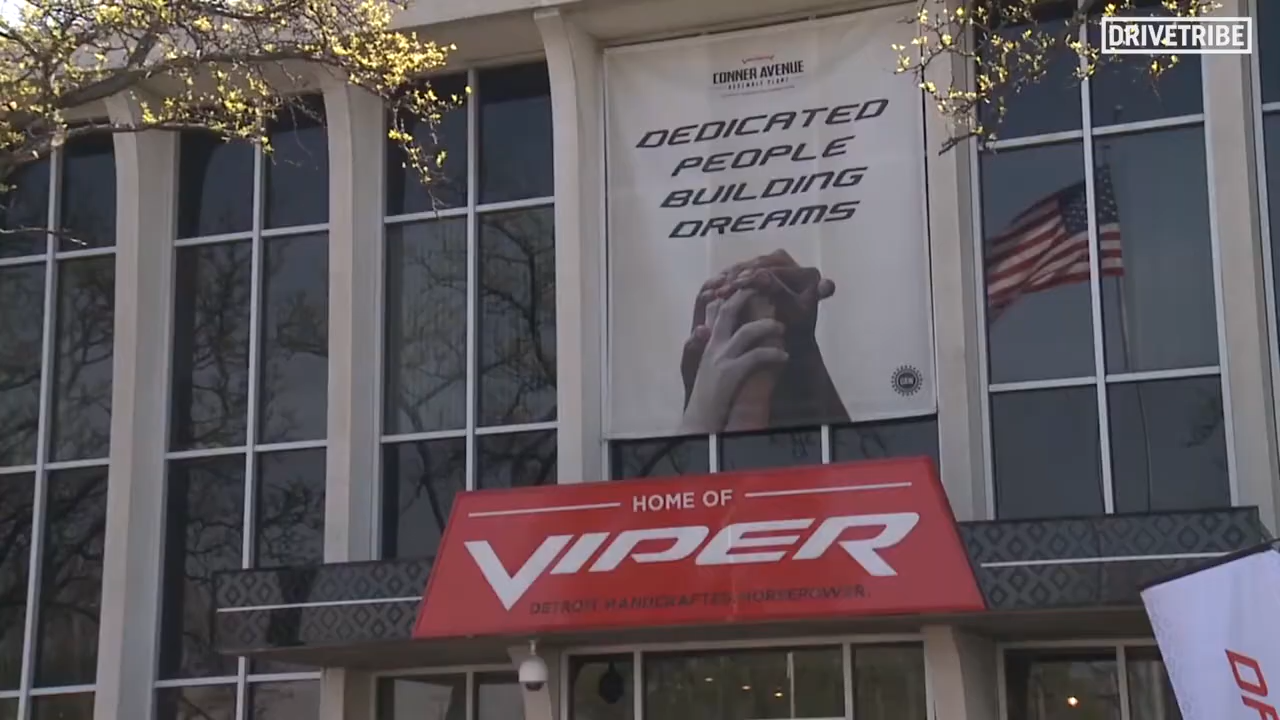 DRIVETRIBE
CONNER AVENUE
ASSEMBLY PLANT
DEDICATED
PEOPLE
BUILDING
DREAMS
HOME OF
VIPER
DETROIT. HANDCRAFTED. HORSEPOWER.